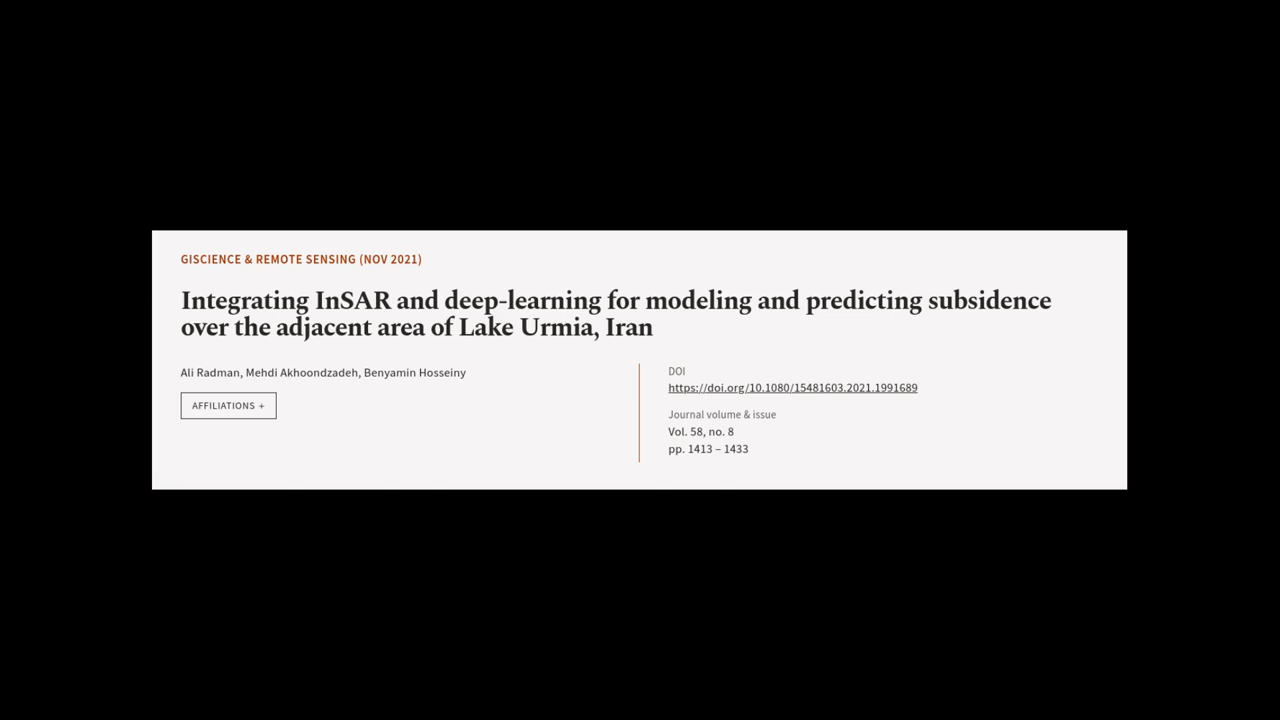 GISCIENCE & REMOTE SENSING (NOV 2021)
Integrating InSAR and deep-learning for modeling and predicting subsidence
over the adjacent area of Lake Urmia, Iran
Ali Radman, Mehdi Akhoondzadeh, Benyamin Hosseiny
AFFILIATIONS +
DOI
https://doi.org/10.1080/15481603.2021.1991689
Journal volume & issue
Vol. 58, no. 8
pp. 1413 – 1433